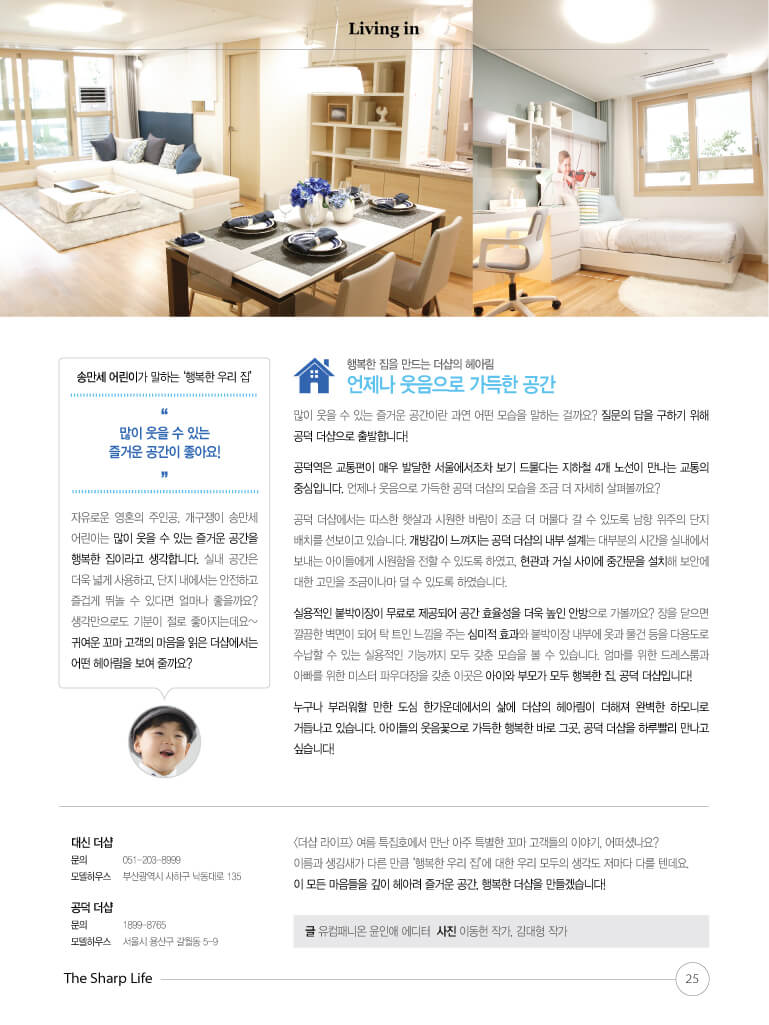 Living in
송만세 어린이가 말하는 '행복한 우리 집'
“
많이 웃을 수 있는
즐거운 공간이 좋아요!
”
자유로운 영혼의 주인공, 개구쟁이 송만세
어린이는 많이 웃을 수 있는 즐거운 공간을
행복한 집이라고 생각합니다. 실내 공간은
더욱 넓게 사용하고, 단지 내에서는 안전하고
즐겁게 뛰놀 수 있다면 얼마나 좋을까요?
생각만으로도 기분이 절로 좋아지는데요~
귀여운 꼬마 고객의 마음을 읽은 더샵에서는
어떤 헤아림을 보여 줄까요?
행복한 집을 만드는 더샵의 헤아림
언제나 웃음으로 가득한 공간
많이 웃을 수 있는 즐거운 공간이란 과연 어떤 모습을 말하는 걸까요? 질문의 답을 구하기 위해
공덕 더샵으로 출발합니다!
공덕역은 교통편이 매우 발달한 서울에서조차 보기 드물다는 지하철 4개 노선이 만나는 교통의
중심입니다. 언제나 웃음으로 가득한 공덕 더샵의 모습을 조금 더 자세히 살펴볼까요?
공덕 더샵에서는 따스한 햇살과 시원한 바람이 조금 더 머물다 갈 수 있도록 남향 위주의 단지
배치를 선보이고 있습니다. 개방감이 느껴지는 공덕 더샵의 내부 설계는 대부분의 시간을 실내에서
보내는 아이들에게 시원함을 전할 수 있도록 하였고, 현관과 거실 사이에 중간문을 설치해 보안에
대한 고민을 조금이나마 덜 수 있도록 하였습니다.
실용적인 붙박이장이 무료로 제공되어 공간 효율성을 더욱 높인 안방으로 가볼까요? 장을 닫으면
깔끔한 벽면이 되어 탁 트인 느낌을 주는 심미적 효과와 붙박이장 내부에 옷과 물건 등을 다용도로
수납할 수 있는 실용적인 기능까지 모두 갖춘 모습을 볼 수 있습니다. 엄마를 위한 드레스룸과
아빠를 위한 미스터 파우더장을 갖춘 이곳은 아이와 부모가 모두 행복한 집, 공덕 더샵입니다!
누구나 부러워할 만한 도심 한가운데에서의 삶에 더샵의 헤아림이 더해져 완벽한 하모니로
거듭나고 있습니다. 아이들의 웃음꽃으로 가득한 행복한 바로 그곳, 공덕 더샵을 하루빨리 만나고
싶습니다!
대신 더샵
문의 051-203-8999
모델하우스 부산광역시 사하구 낙동대로 135
공덕 더샵
문의 1899-8765
모델하우스 서울시 용산구 갈월동 5-9
〈더샵 라이프〉 여름 특집호에서 만난 아주 특별한 꼬마 고객들의 이야기, 어떠셨나요?
이름과 생김새가 다른 만큼 '행복한 우리 집'에 대한 우리 모두의 생각도 저마다 다를 텐데요.
이 모든 마음들을 깊이 헤아려 즐거운 공간, 행복한 더샵을 만들겠습니다!
글 유컴패니온 윤인애 에디터 사진 이동헌 작가, 김대형 작가
The Sharp Life
25